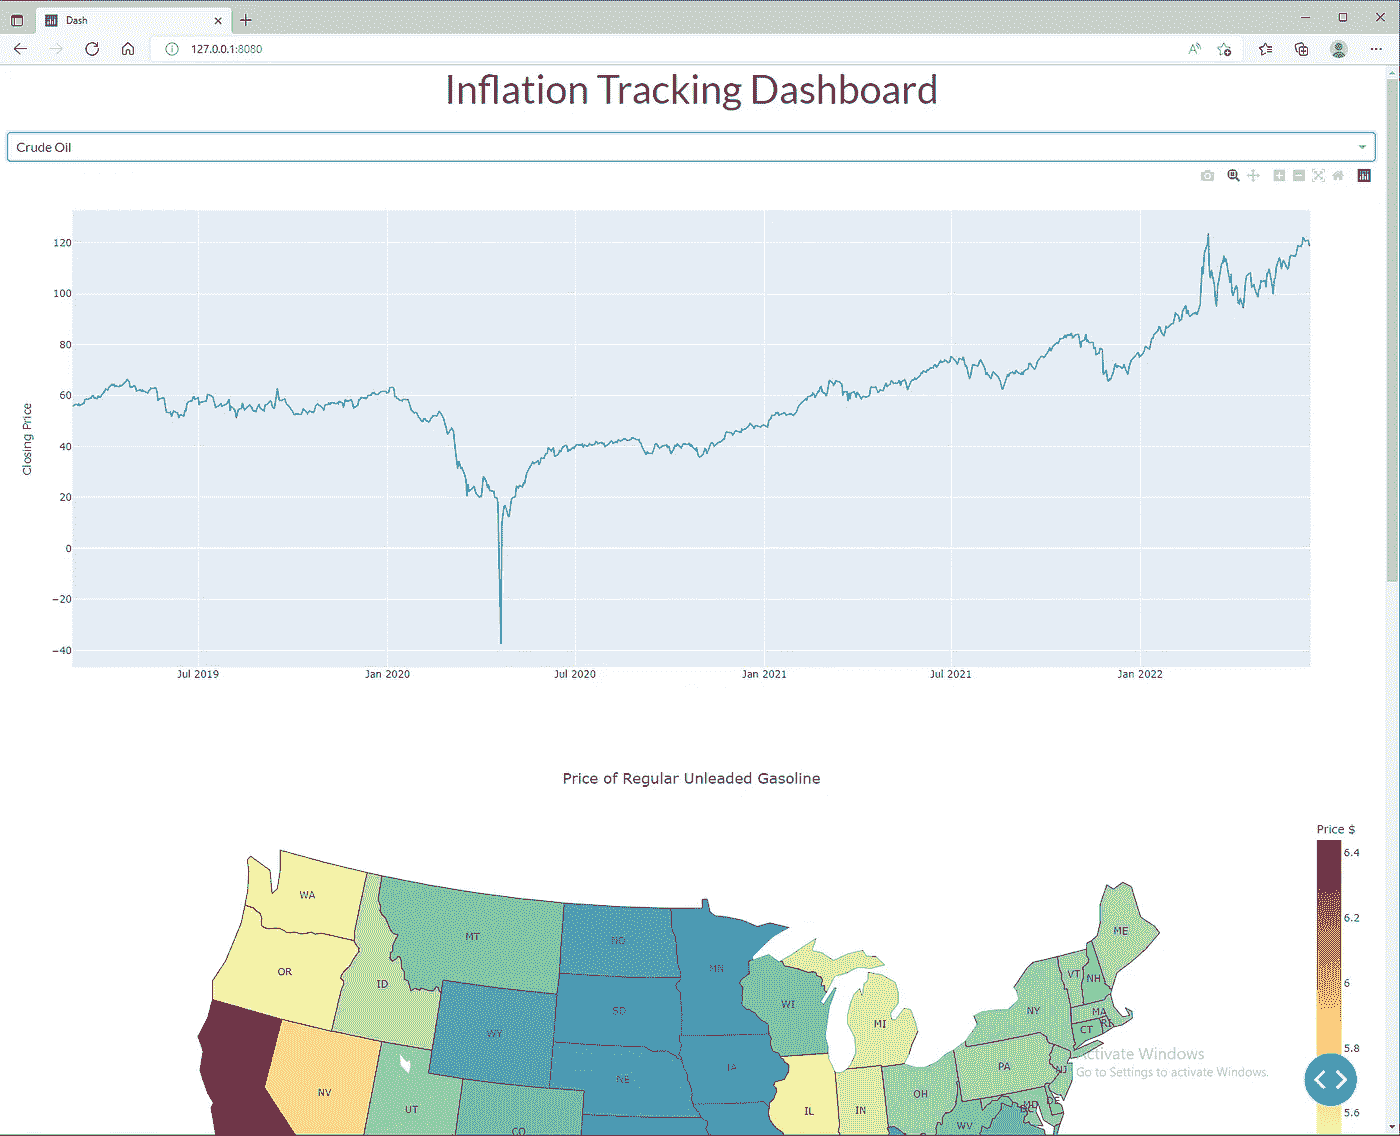 Dash
127.0.0.1:8080
Inflation Tracking Dashboard
Crude Oil
Closing Price
120
100
80
60
40
20
0
−20
−40
Jul 2019
Jan 2020
Jul 2020
Jan 2021
Jul 2021
Jan 2022
Price of Regular Unleaded Gasoline
Price $
6.4
6.2
6
5.8
5.6
WA
MT
ND
ME
OR
ID
MN
VT
NH
WY
SD
WI
MI
NY
MA
CT
RI
NV
UT
NE
IA
PA
NJ
CO
IL
IN
OH
WV
MD
DE
Activate Windows
Go to Settings to activate Windows.